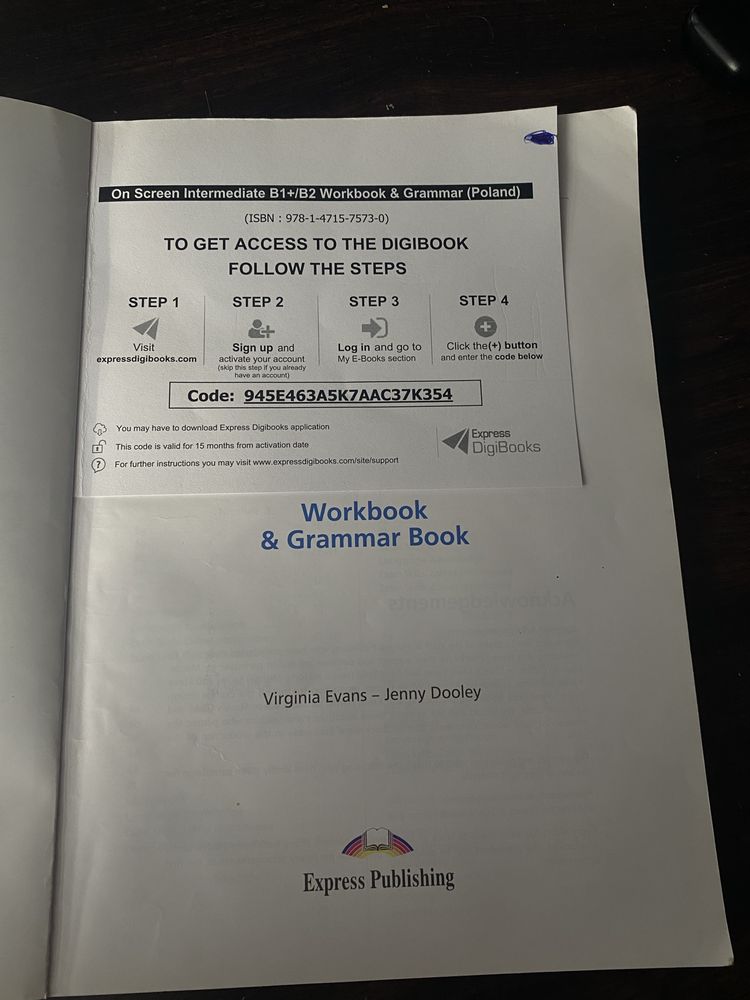 On Screen Intermediate B1+/B2 Workbook & Grammar (Poland)
(ISBN : 978-1-4715-7573-0)
TO GET ACCESS TO THE DIGIBOOK
FOLLOW THE STEPS
STEP 1
Visit
expressdigibooks.com
STEP 2
Sign up and
activate your account
(skip this step if you already
have an account)
STEP 3
Log in and go to
My E-Books section
STEP 4
Click the(+) button
and enter the code below
Code: 945E463A5K7AAC37K354
You may have to download Express Digibooks application
This code is valid for 15 months from activation date
For further instructions you may visit www.expressdigibooks.com/site/support
Express
DigiBooks
Workbook
& Grammar Book
Acknowledgements
Virginia Evans – Jenny Dooley
Express Publishing